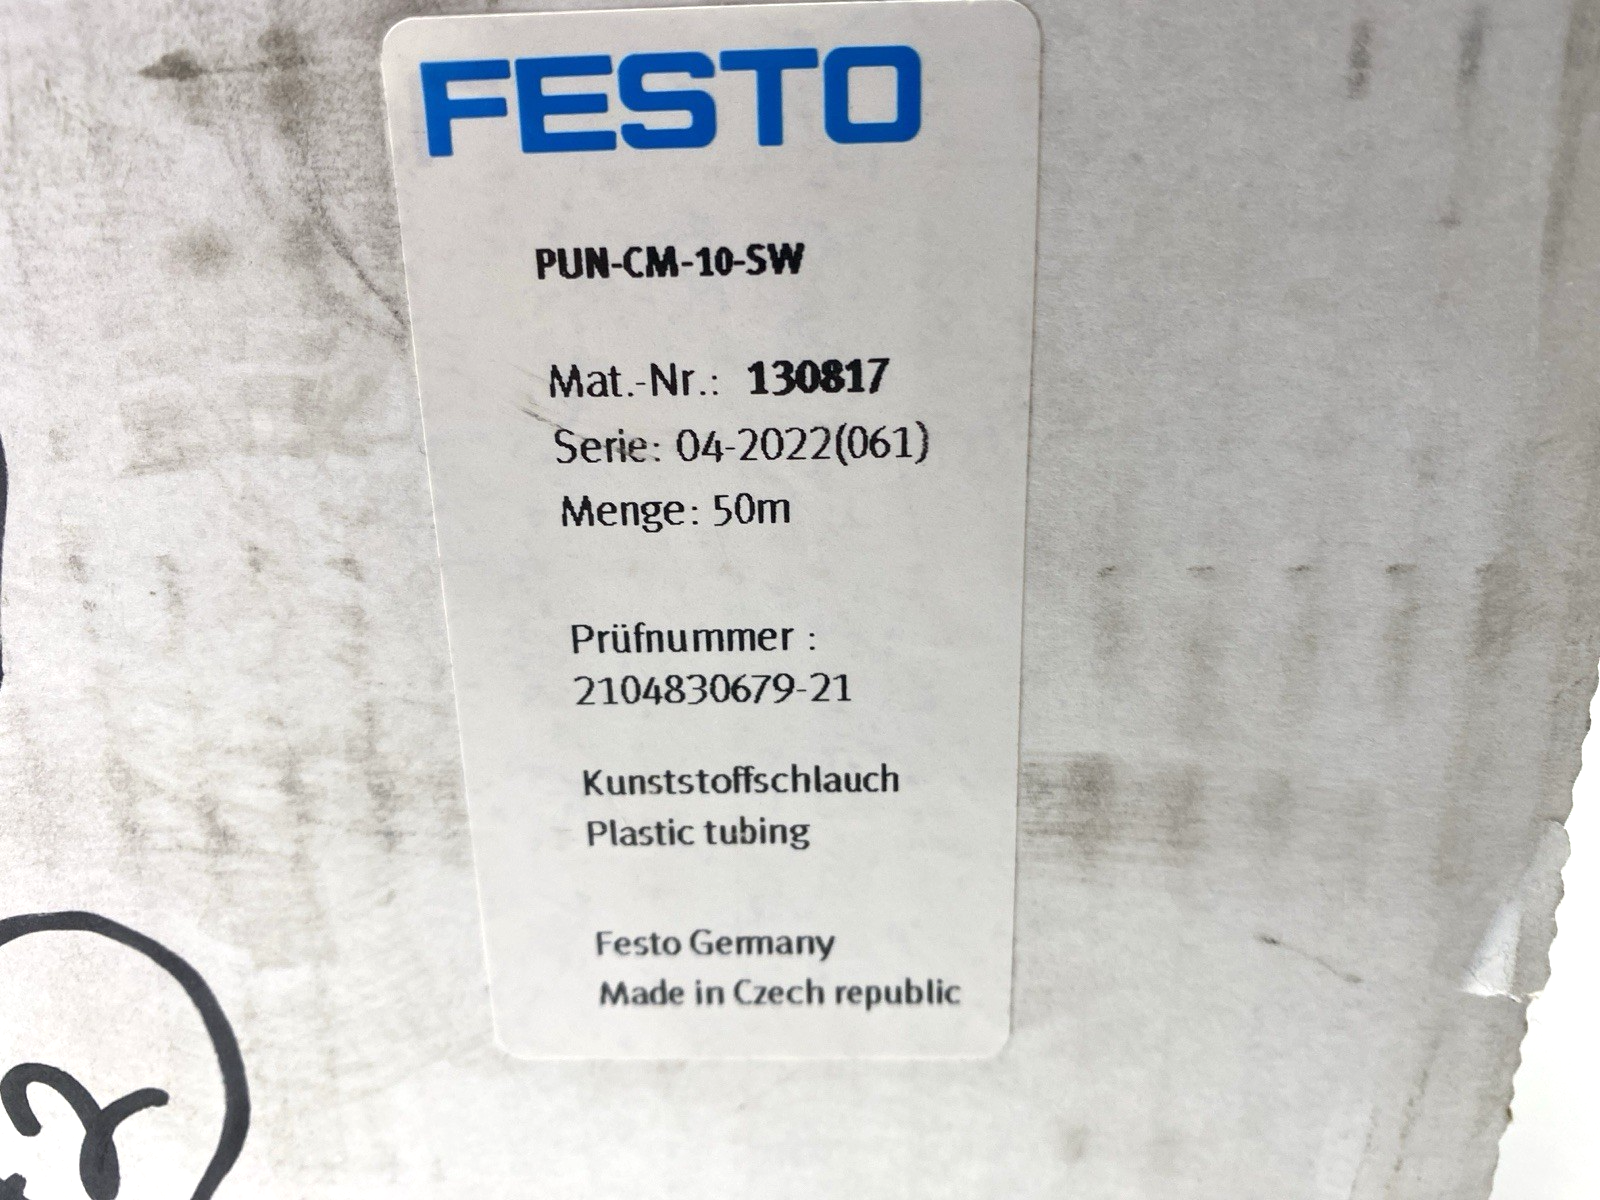 FESTO
PUN-CM-10-SW
Mat.-Nr.: 130817
Serie: 04-2022(061)
Menge: 50m
Prüfnummer :
2104830679-21
Kunststoffschlauch
Plastic tubing
Festo Germany
Made in Czech republic